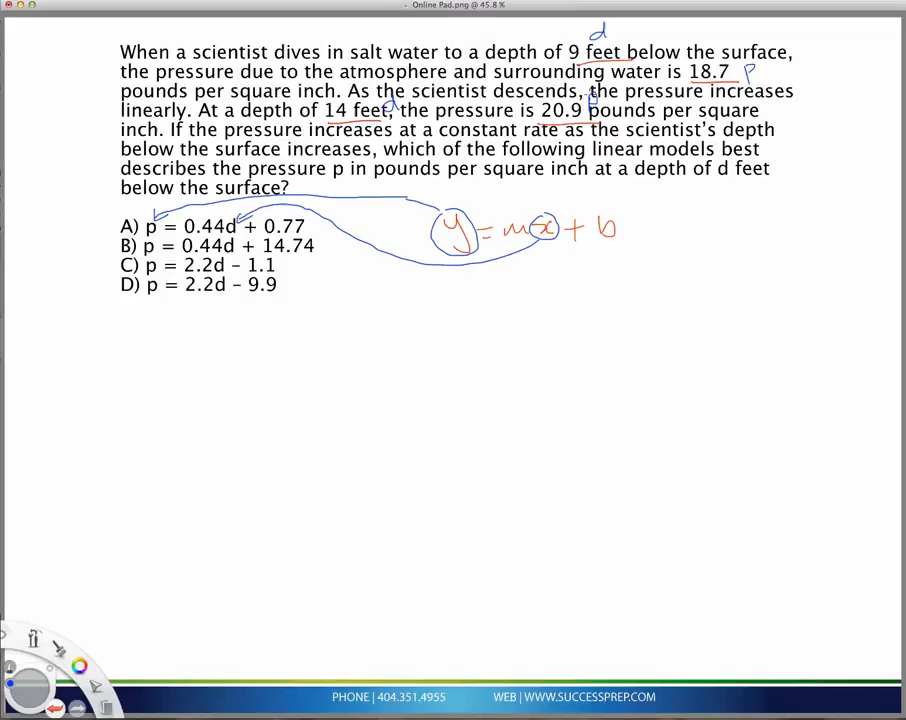 Online Pad.png @ 45.8 %
d
When a scientist dives in salt water to a depth of 9 feet below the surface,
the pressure due to the atmosphere and surrounding water is 18.7 p
pounds per square inch. As the scientist descends, the pressure increases
linearly. At a depth of 14 feet, d the pressure is 20.9 p pounds per square
inch. If the pressure increases at a constant rate as the scientist's depth
below the surface increases, which of the following linear models best
describes the pressure p in pounds per square inch at a depth of d feet
below the surface?
A) p = 0.44d + 0.77
y = mx + b
B) p = 0.44d + 14.74
C) p = 2.2d – 1.1
D) p = 2.2d – 9.9
PHONE | 404.351.4955 WEB | WWW.SUCCESSPREP.COM